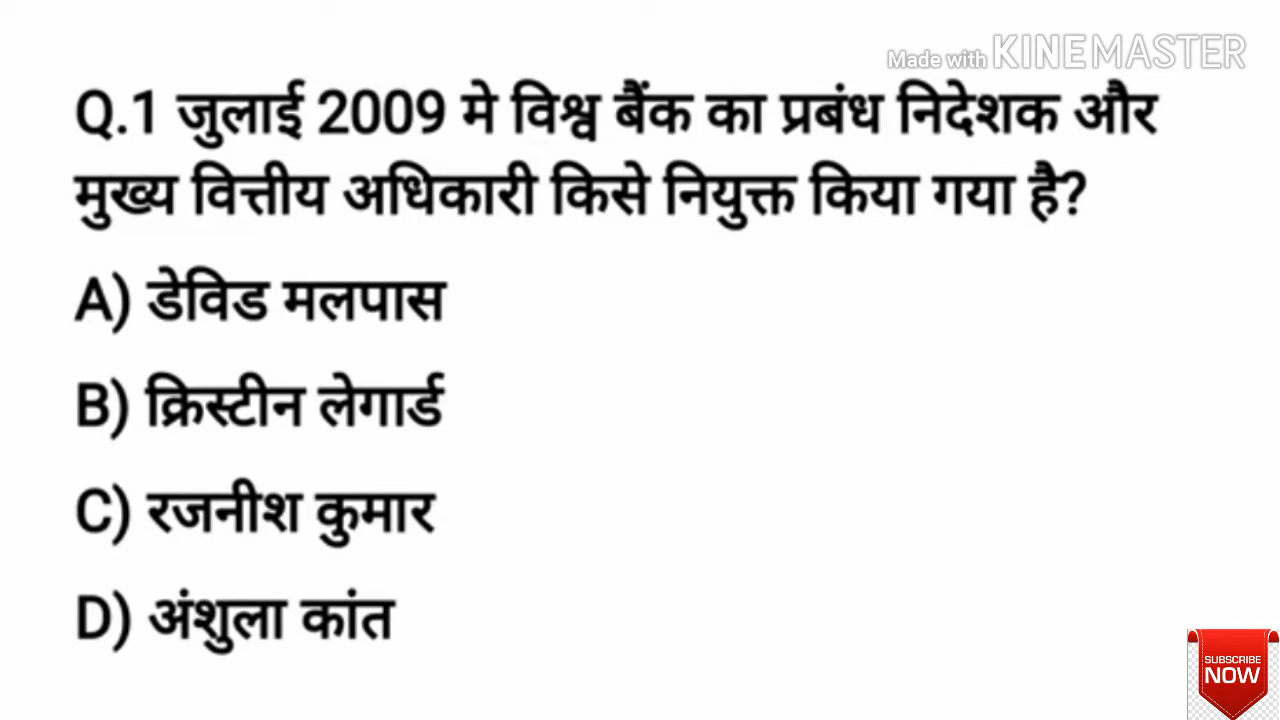 Made with KINEMASTER
Q.1 जुलाई 2009 मे विश्व बैंक का प्रबंध निदेशक और
मुख्य वित्तीय अधिकारी किसे नियुक्त किया गया है?
A) डेविड मलपास
B) क्रिस्टीन लेगार्ड
C) रजनीश कुमार
D) अंशुला कांत
SUBSCRIBE
NOW